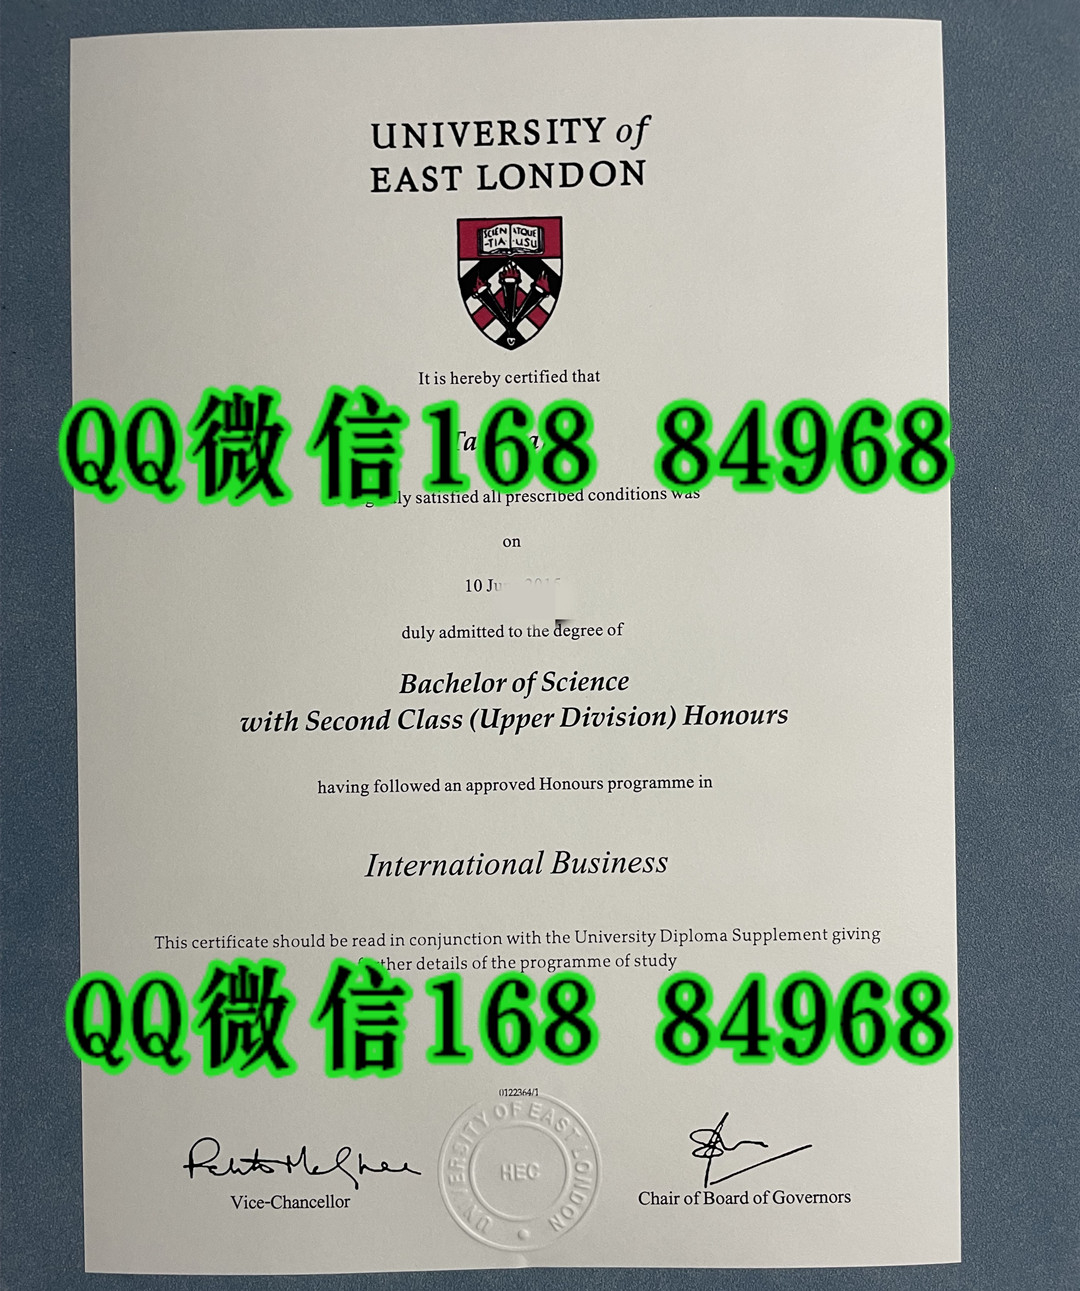 UNIVERSITY of
EAST LONDON
SCIEN ATQUE
-TIA ·USU
It is hereby certified that
QQ微信168 84968
satisfied all prescribed conditions was
on
10
duly admitted to the degree of
Bachelor of Science
with Second Class (Upper Division) Honours
having followed an approved Honours programme in
International Business
This certificate should be read in conjunction with the University Diploma Supplement giving
details of the programme of study
QQ微信168 84968
0122364/1
UNIVERSITY OF EAST LONDON
HEC
Vice-Chancellor
Chair of Board of Governors